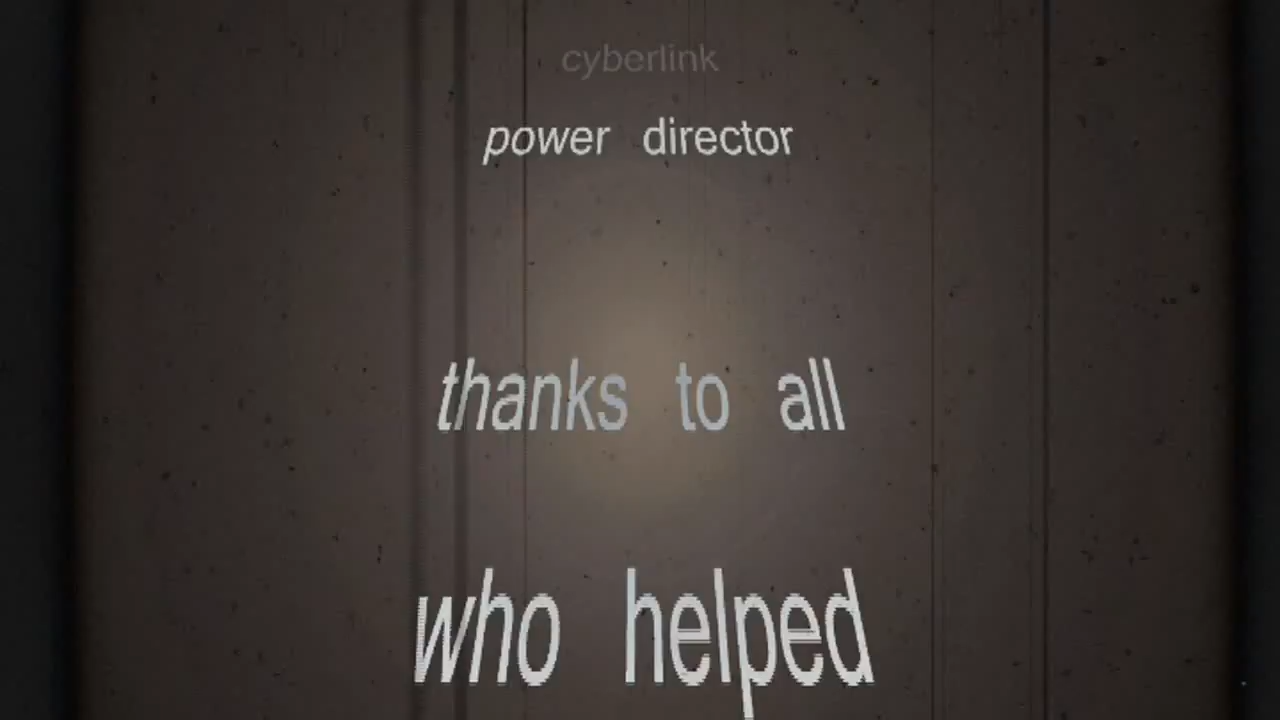 cyberlink
power director
thanks to all
who helped